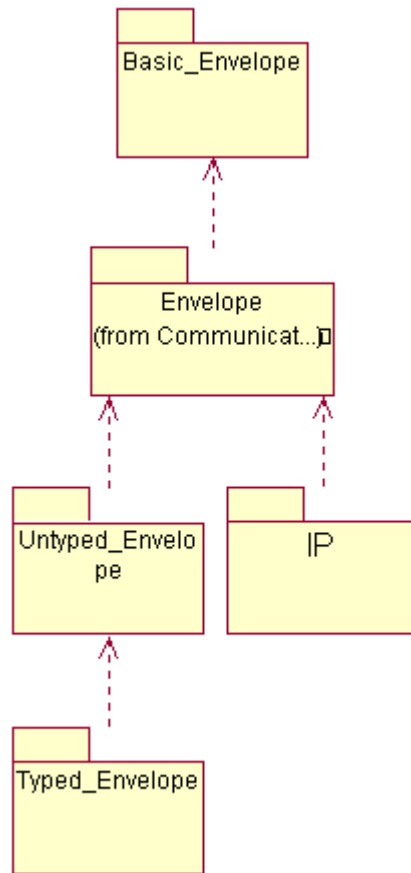 Basic_Envelope
Envelope
(from Communicat...)
Untyped_Envelo
pe
IP
Typed_Envelope